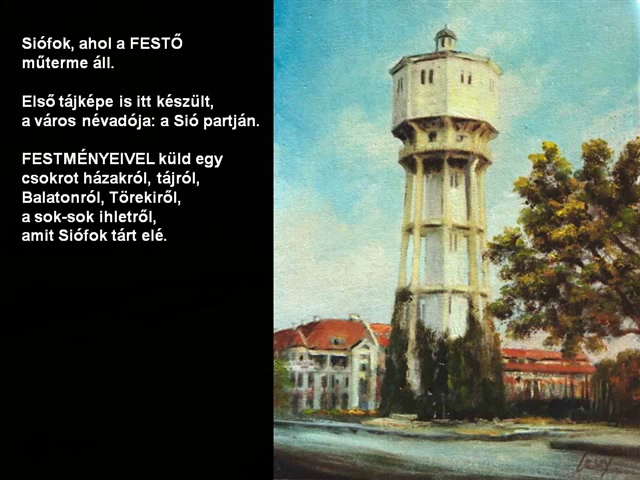 Siófok, ahol a FESTŐ
műterme áll.
Első tájképe is itt készült,
a város névadója: a Sió partján.
FESTMÉNYEIVEL küld egy
csokrot házakról, tájról,
Balatonról, Törekiről,
a sok-sok ihletről,
amit Siófok tárt elé.